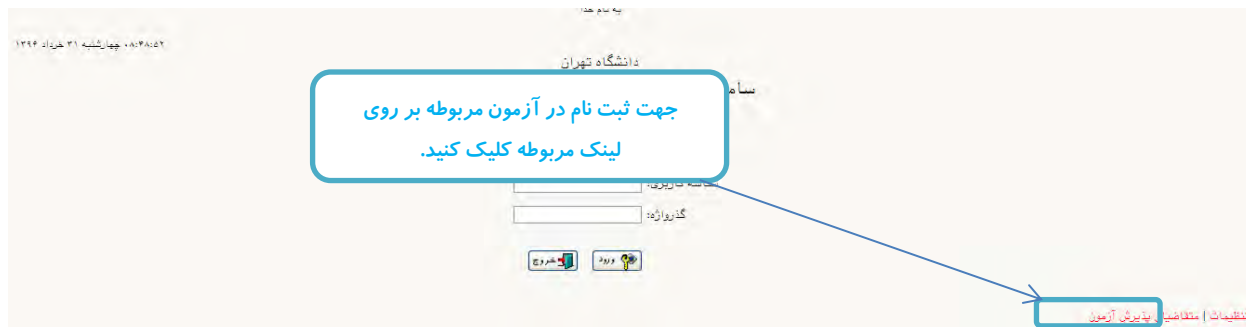 به نام خدا
۰۸:۴۸:۵۲ چهارشنبه ۳۱ خرداد ۱۳۹۶
دانشگاه تهران
جهت ثبت نام در آزمون مربوطه بر روی
لینک مربوطه کلیک کنید.
گذرواژه:
ورود
خروج
تنظیمات | متقاضیان پذیرش آزمون